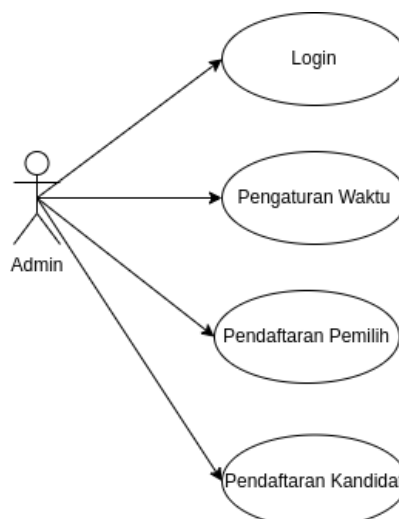 Login
Pengaturan Waktu
Admin
Pendaftaran Pemilih
Pendaftaran Kandidat